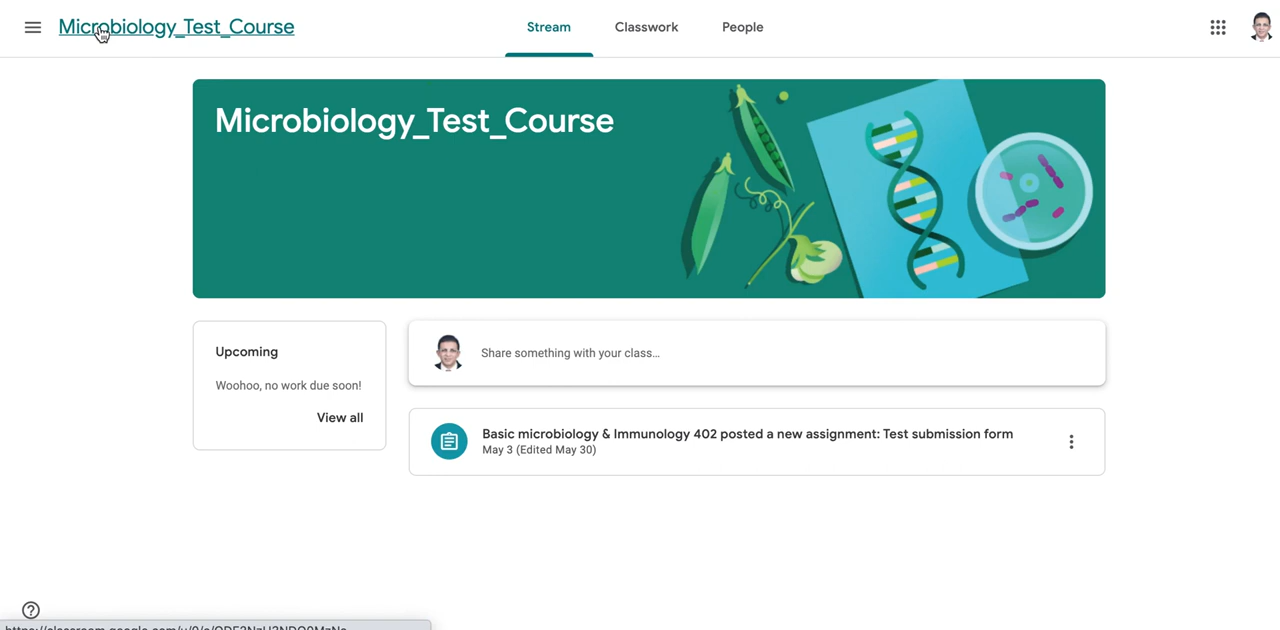 Microbiology_Test_Course
Stream
Classwork
People
Microbiology_Test_Course
Upcoming
Woohoo, no work due soon!
View all
Share something with your class...
Basic microbiology & Immunology 402 posted a new assignment: Test submission form
May 3 (Edited May 30)